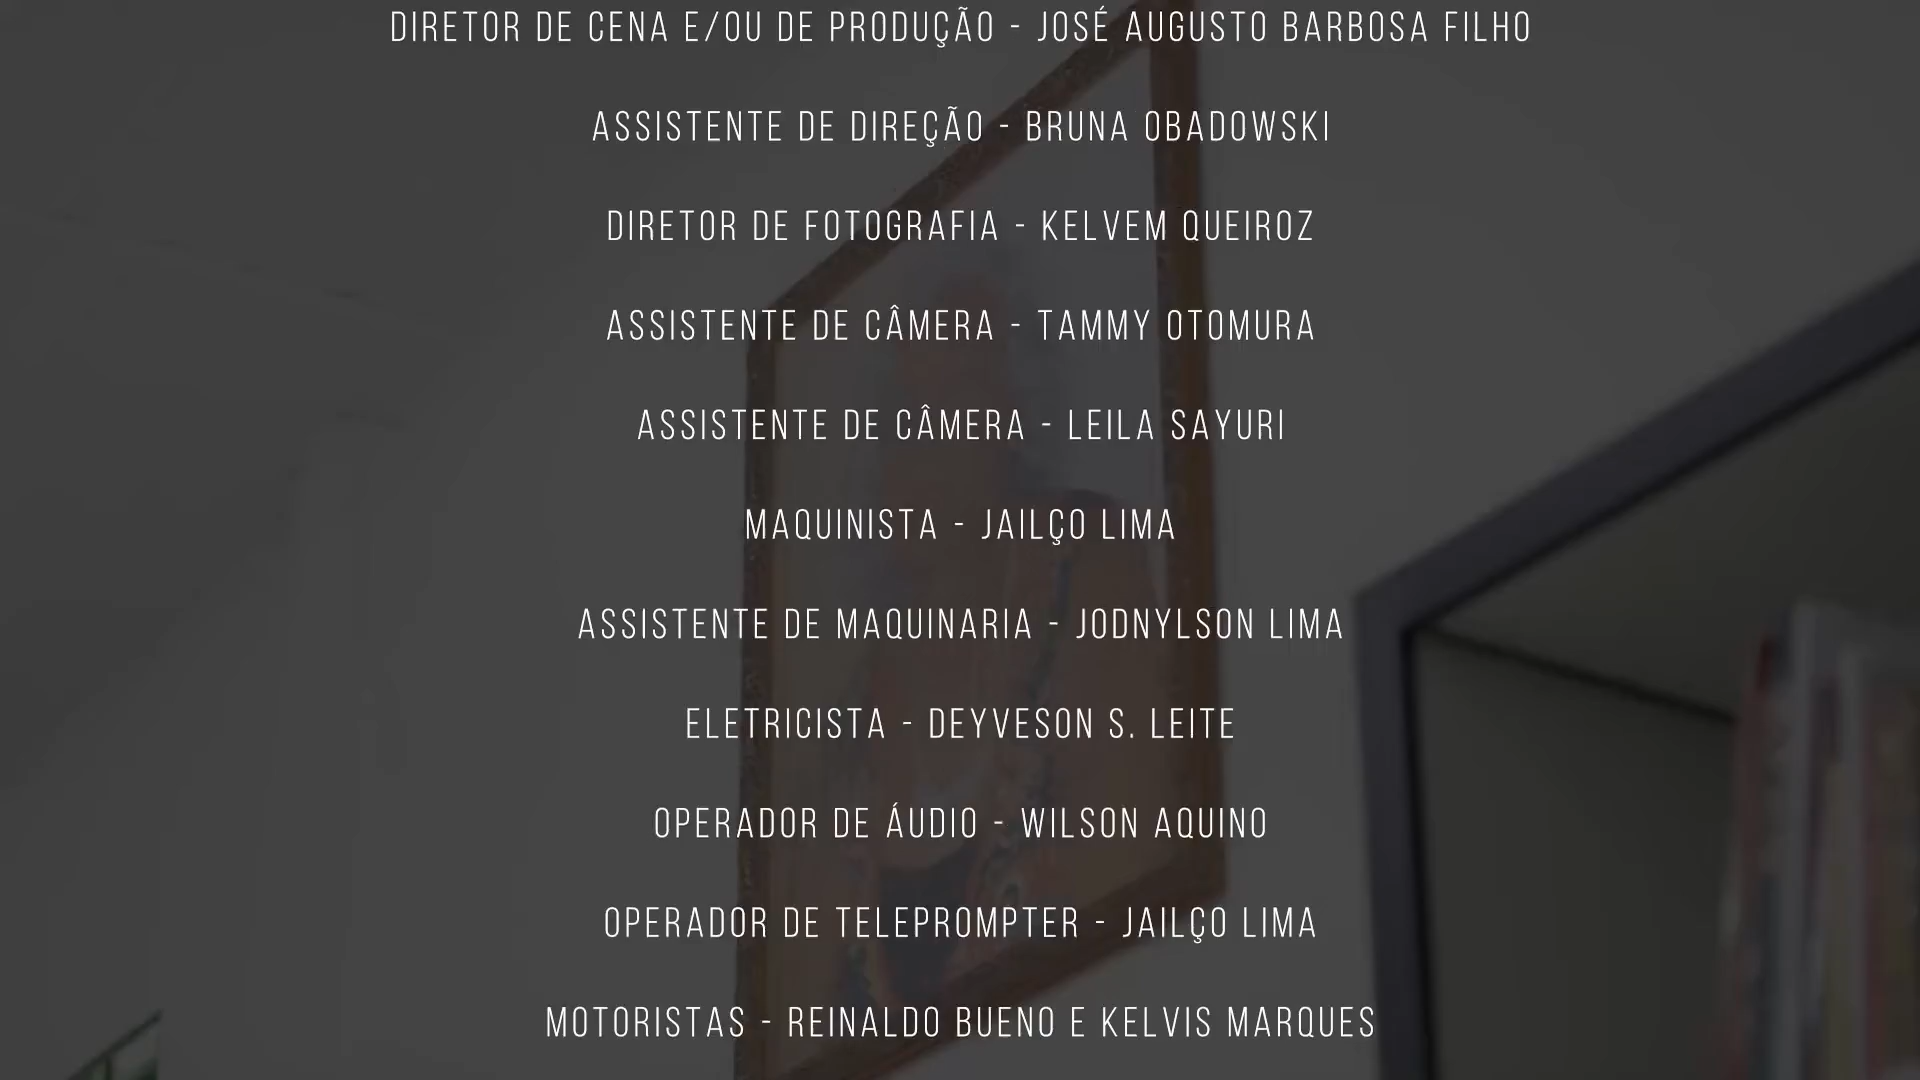 DIRETOR DE CENA E/OU DE PRODUÇÃO - JOSÉ AUGUSTO BARBOSA FILHO
ASSISTENTE DE DIREÇÃO - BRUNA OBADOWSKI
DIRETOR DE FOTOGRAFIA - KELVEM QUEIROZ
ASSISTENTE DE CÂMERA - TAMMY OTOMURA
ASSISTENTE DE CÂMERA - LEILA SAYURI
MAQUINISTA - JAILÇO LIMA
ASSISTENTE DE MAQUINARIA - JODNYLSON LIMA
ELETRICISTA - DEYVESON S. LEITE
OPERADOR DE ÁUDIO - WILSON AQUINO
OPERADOR DE TELEPROMPTER - JAILÇO LIMA
MOTORISTAS - REINALDO BUENO E KELVIS MARQUES